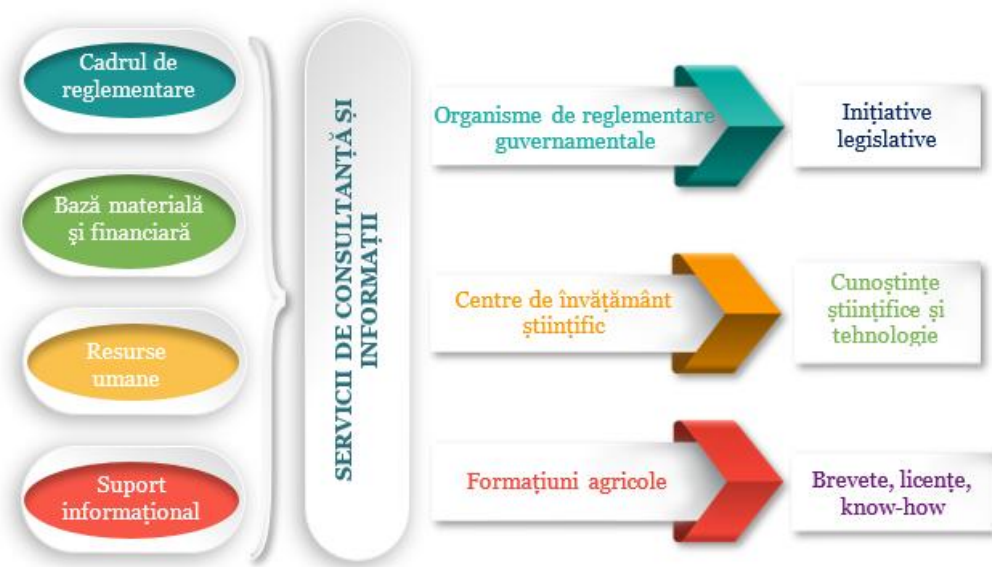 Cadrul de
reglementare
Bază materială
și financiară
Resurse
umane
Suport
informațional
SERVICII DE CONSULTANȚĂ ȘI
INFORMAȚII
Organisme de reglementare
guvernamentale
Inițiative
legislative
Centre de învățământ
științific
Cunoștințe
științifice și
tehnologie
Formațiuni agricole
Brevete, licențe,
know-how